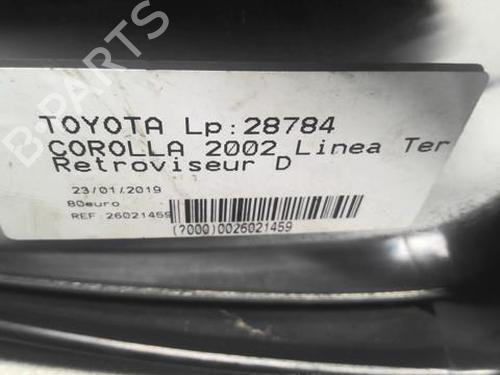 TOYOTA Lp:28784
COROLLA 2002 Linea Ter
Retroviseur D
23/01/2019
80euro
REF: 26021459
(7000)0026021459
B-PARTS